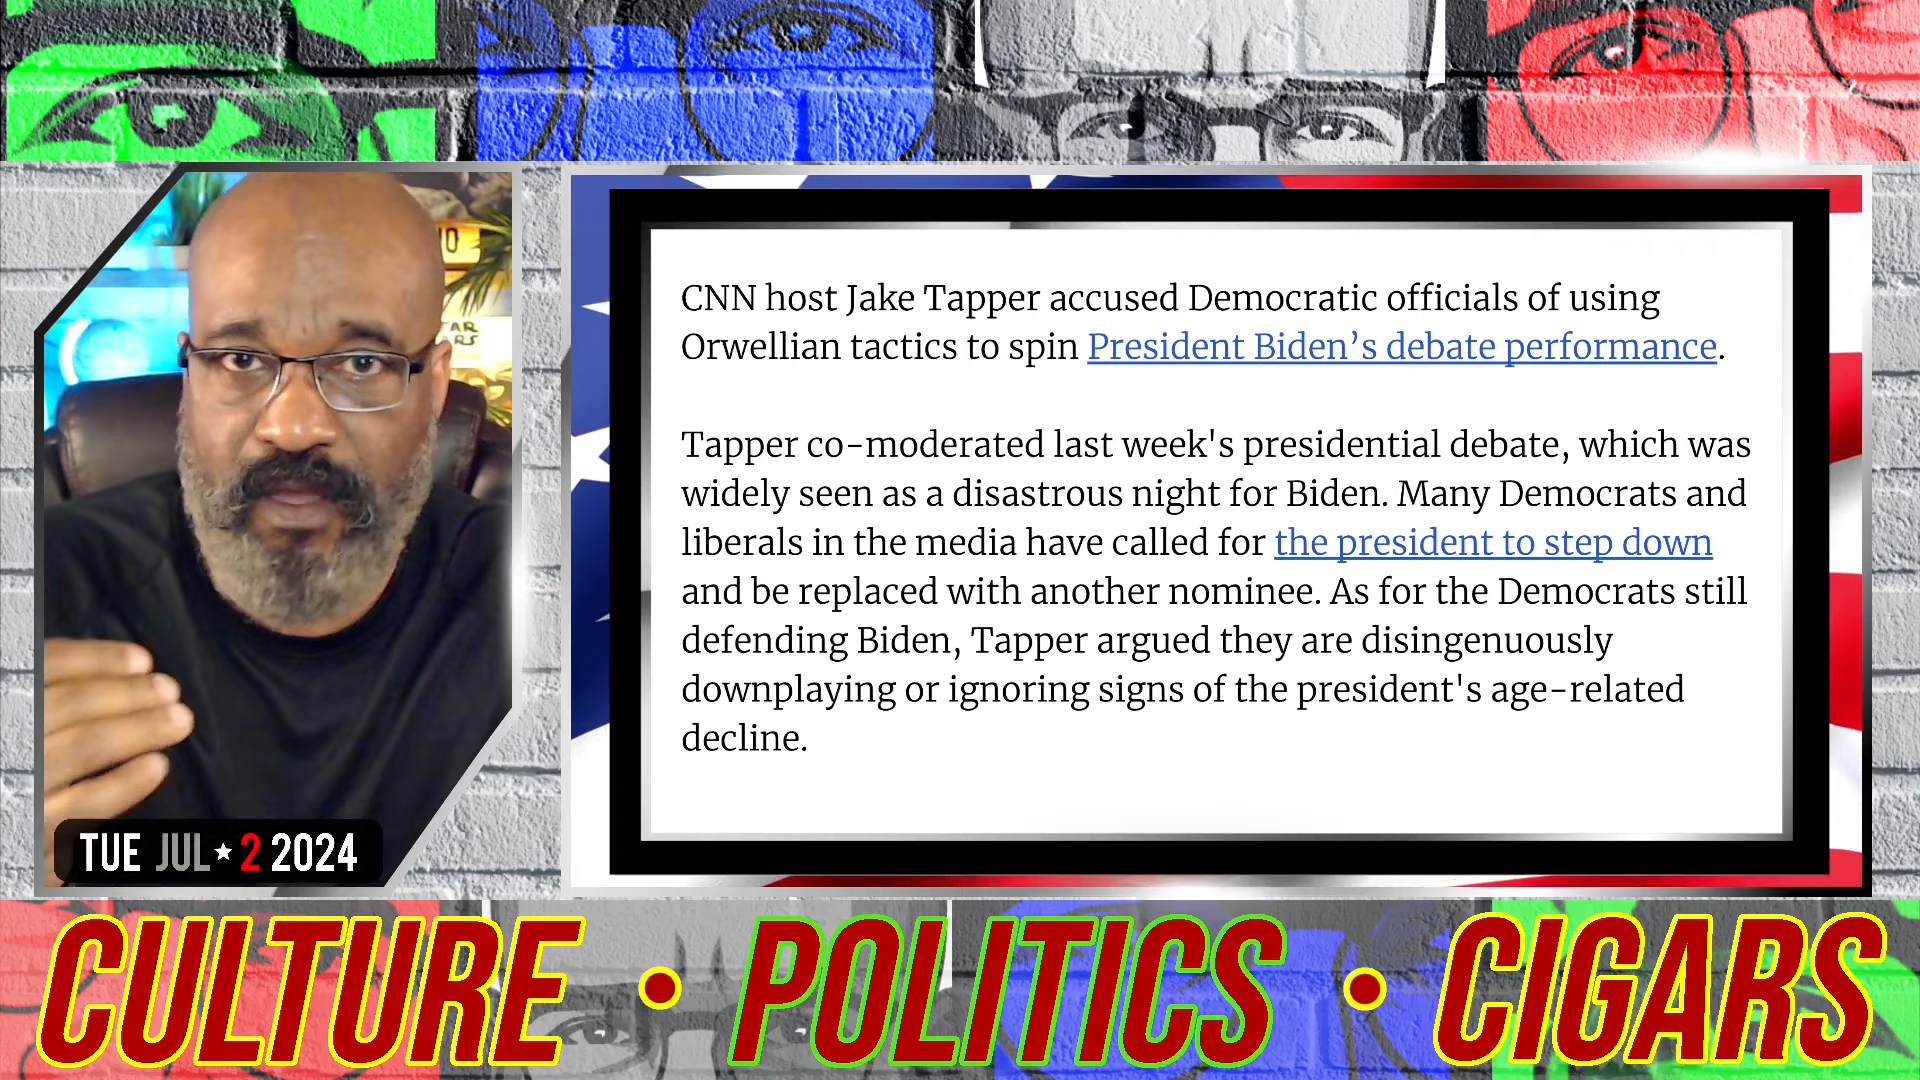 CNN host Jake Tapper accused Democratic officials of using
Orwellian tactics to spin President Biden’s debate performance.
Tapper co-moderated last week's presidential debate, which was
widely seen as a disastrous night for Biden. Many Democrats and
liberals in the media have called for the president to step down
and be replaced with another nominee. As for the Democrats still
defending Biden, Tapper argued they are disingenuously
downplaying or ignoring signs of the president's age-related
decline.
TUE JUL★2 2024
CULTURE • POLITICS • CIGARS